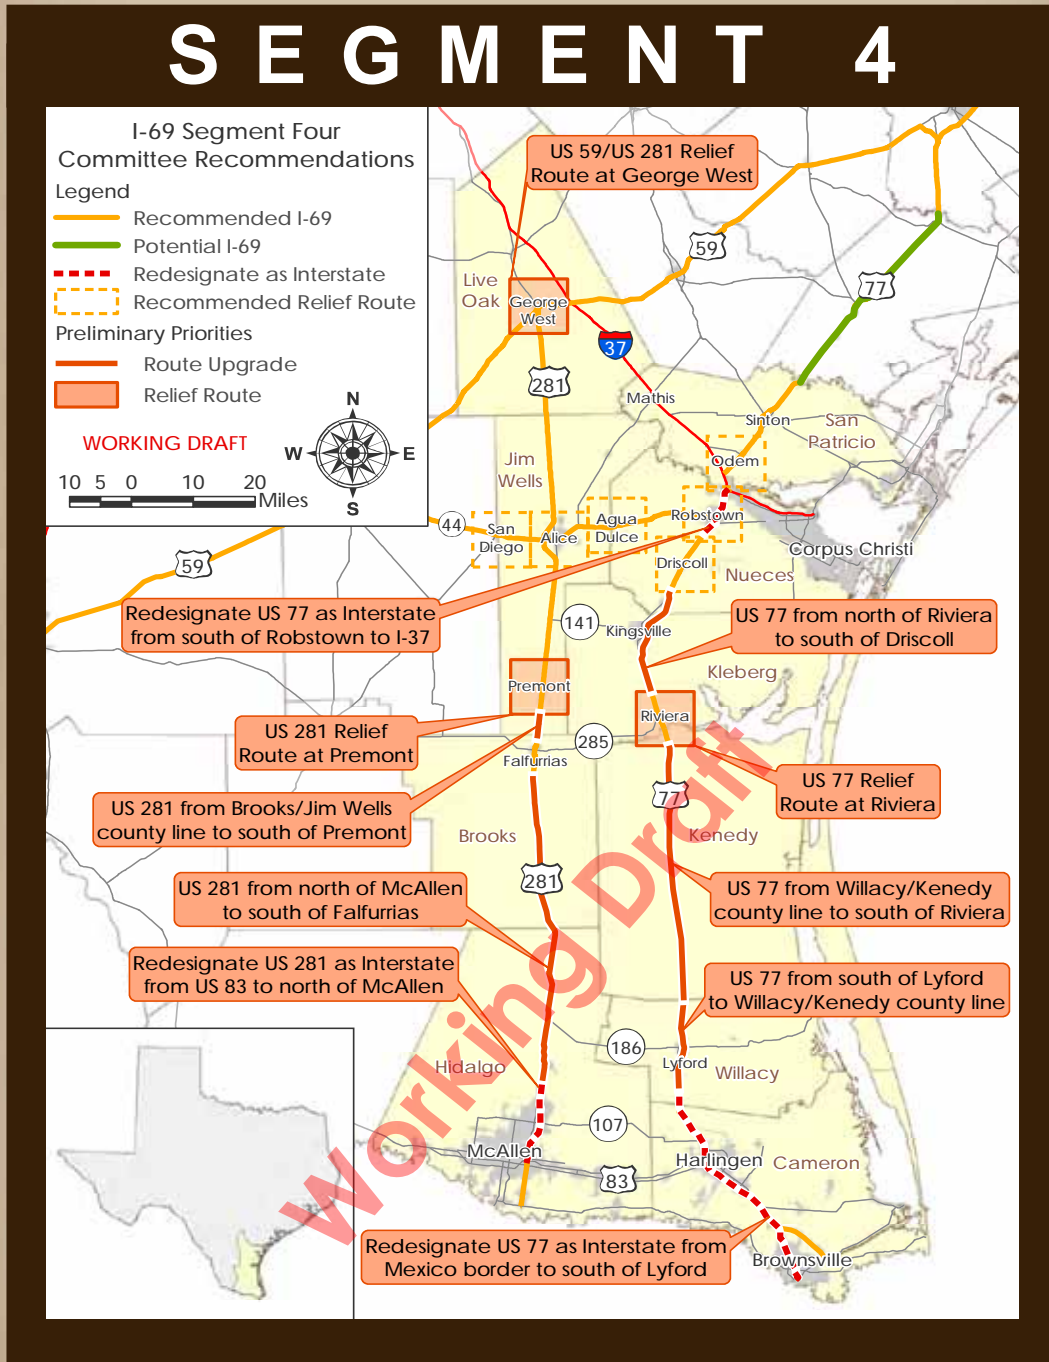 SEGMENT 4
I-69 Segment Four
Committee Recommendations
Legend
Recommended I-69
Potential I-69
Redesignate as Interstate
Recommended Relief Route
Preliminary Priorities
Route Upgrade
Relief Route
WORKING DRAFT
N
W
E
S
10 5 0 10 20
Miles
US 59/US 281 Relief
Route at George West
59
77
Live
Oak
George
West
37
281
Mathis
Sinton
San
Patricio
Odem
Jim
Wells
44
San
Diego
Alice
Agua
Dulce
Robstown
Corpus Christi
59
Driscoll
Nueces
Redesignate US 77 as Interstate
from south of Robstown to I-37
141
Kingsville
US 77 from north of Riviera
to south of Driscoll
Kleberg
Premont
Riviera
US 281 Relief
Route at Premont
285
Falfurrias
US 77 Relief
Route at Riviera
77
US 281 from Brooks/Jim Wells
county line to south of Premont
Brooks
Kenedy
281
US 281 from north of McAllen
to south of Falfurrias
US 77 from Willacy/Kenedy
county line to south of Riviera
Redesignate US 281 as Interstate
from US 83 to north of McAllen
US 77 from south of Lyford
to Willacy/Kenedy county line
Working Draft
186
Hidalgo
Lyford
Willacy
107
McAllen
Harlingen
Cameron
83
Redesignate US 77 as Interstate from
Mexico border to south of Lyford
Brownsville